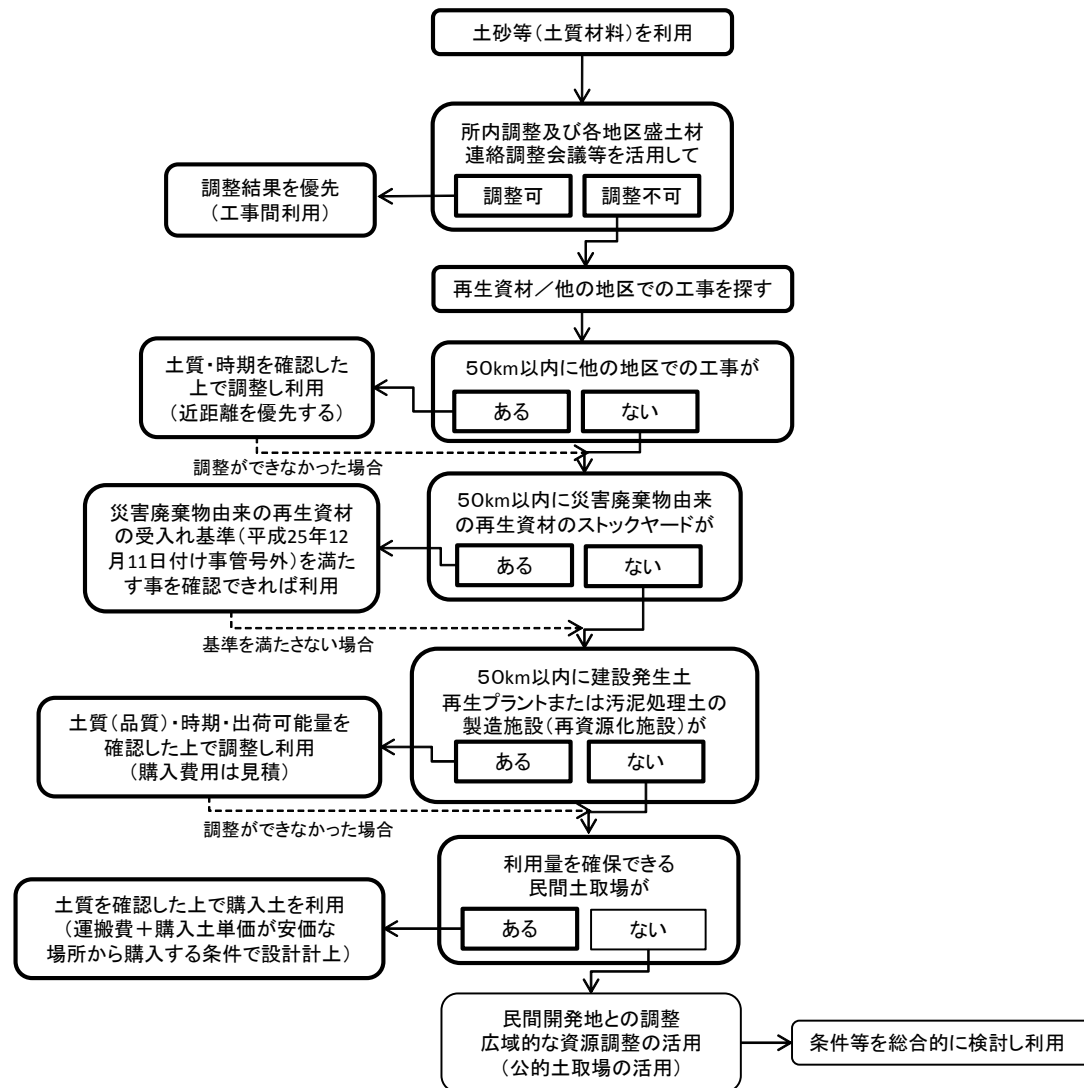 土砂等(土質材料)を利用
所内調整及び各地区盛土材
連絡調整会議等を活用して
調整可
調整不可
調整結果を優先
(工事間利用)
再生資材／他の地区での工事を探す
50km以内に他の地区での工事が
ある
ない
土質・時期を確認した
上で調整し利用
(近距離を優先する)
調整ができなかった場合
50km以内に災害廃棄物由来
の再生資材のストックヤードが
ある
ない
災害廃棄物由来の再生資材
の受入れ基準(平成25年12
月11日付け事管号外)を満た
す事を確認できれば利用
基準を満たさない場合
50km以内に建設発生土
再生プラントまたは汚泥処理土の
製造施設(再資源化施設)が
ある
ない
土質(品質)・時期・出荷可能量を
確認した上で調整し利用
(購入費用は見積)
調整ができなかった場合
利用量を確保できる
民間土取場が
ある
ない
土質を確認した上で購入土を利用
(運搬費＋購入土単価が安価な
場所から購入する条件で設計計上)
民間開発地との調整
広域的な資源調整の活用
(公的土取場の活用)
条件等を総合的に検討し利用